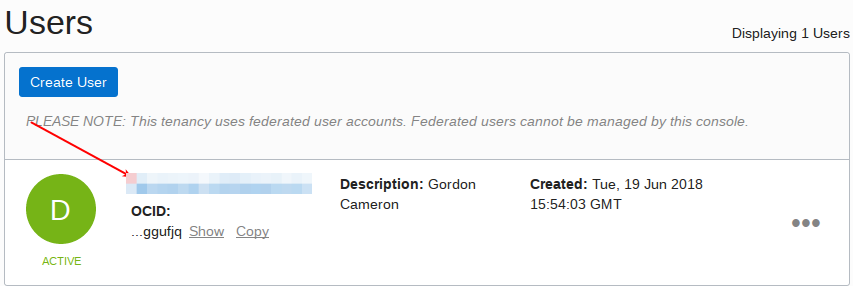 Users
Displaying 1 Users
Create User
PLEASE NOTE: This tenancy uses federated user accounts. Federated users cannot be managed by this console.
D
ACTIVE
OCID:
...ggufjq Show Copy
Description: Gordon
Cameron
Created: Tue, 19 Jun 2018
15:54:03 GMT